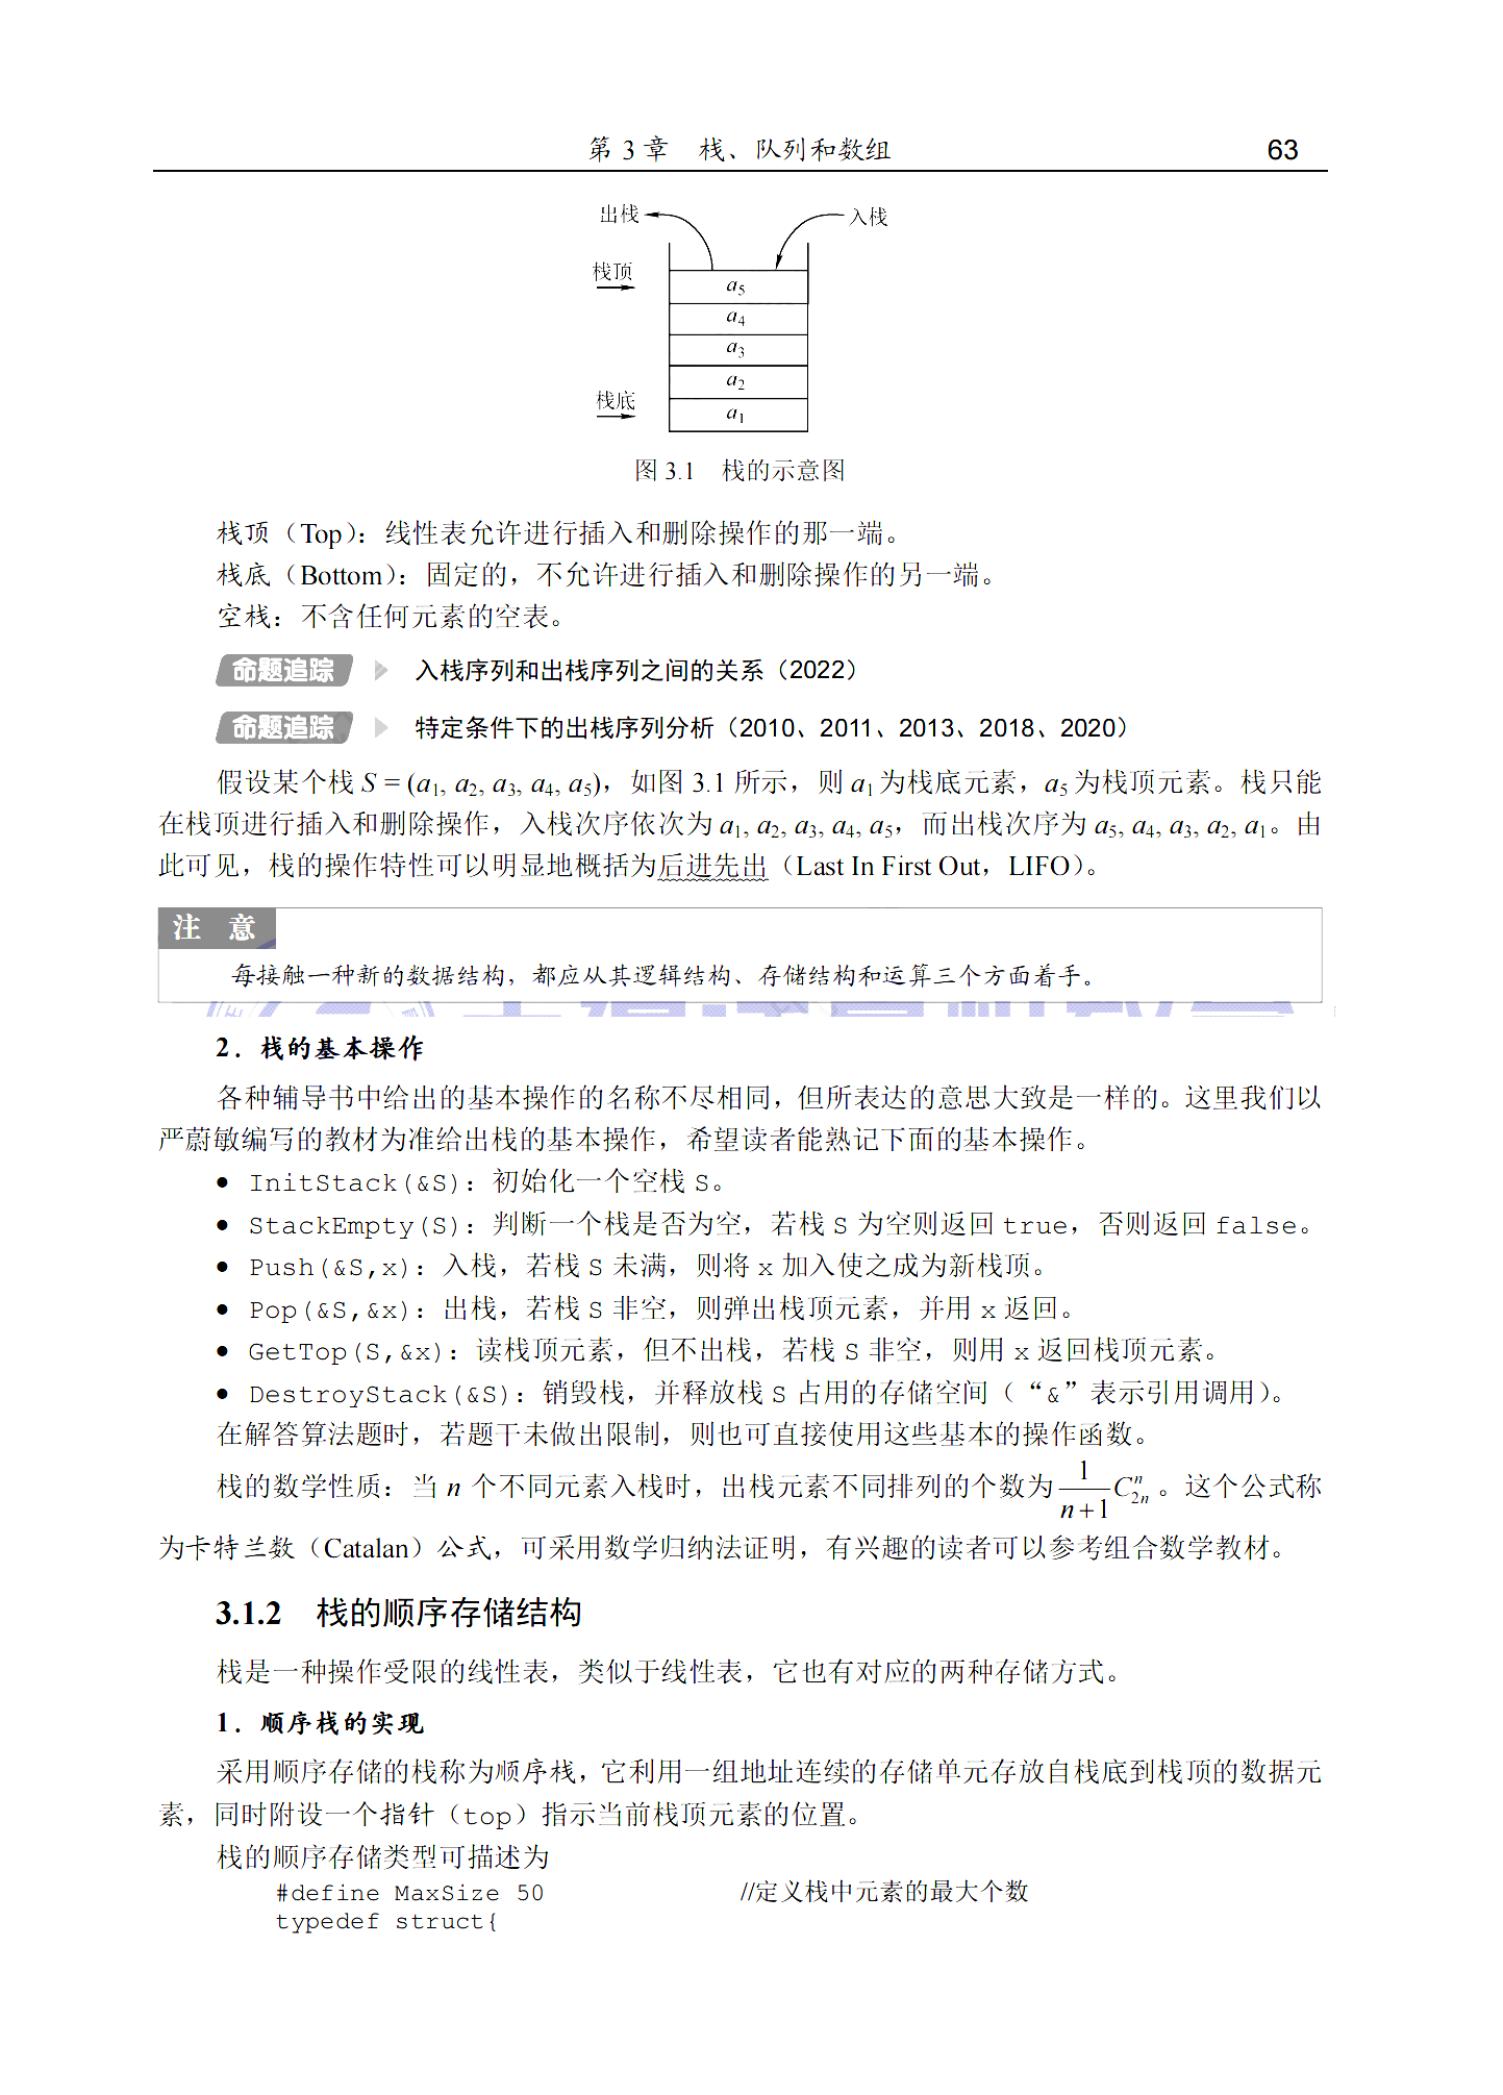 第 3 章 栈、队列和数组 63
出栈 入栈
栈顶
a5
a4
a3
a2
栈底
a1
图 3.1 栈的示意图
栈顶（Top）：线性表允许进行插入和删除操作的那一端。
栈底（Bottom）：固定的，不允许进行插入和删除操作的另一端。
空栈：不含任何元素的空表。
命题追踪 入栈序列和出栈序列之间的关系（2022）
命题追踪 特定条件下的出栈序列分析（2010、2011、2013、2018、2020）
假设某个栈 S = (a1, a2, a3, a4, a5)，如图 3.1 所示，则 a1 为栈底元素，a5 为栈顶元素。栈只能
在栈顶进行插入和删除操作，入栈次序依次为 a1, a2, a3, a4, a5，而出栈次序为 a5, a4, a3, a2, a1。由
此可见，栈的操作特性可以明显地概括为后进先出（Last In First Out，LIFO）。
注 意
每接触一种新的数据结构，都应从其逻辑结构、存储结构和运算三个方面着手。
2．栈的基本操作
各种辅导书中给出的基本操作的名称不尽相同，但所表达的意思大致是一样的。这里我们以
严蔚敏编写的教材为准给出栈的基本操作，希望读者能熟记下面的基本操作。
● InitStack(&S)：初始化一个空栈 S。
● StackEmpty(S)：判断一个栈是否为空，若栈 S 为空则返回 true，否则返回 false。
● Push(&S,x)：入栈，若栈 S 未满，则将 x 加入使之成为新栈顶。
● Pop(&S,&x)：出栈，若栈 S 非空，则弹出栈顶元素，并用 x 返回。
● GetTop(S,&x)：读栈顶元素，但不出栈，若栈 S 非空，则用 x 返回栈顶元素。
● DestroyStack(&S)：销毁栈，并释放栈 S 占用的存储空间（“&”表示引用调用）。
在解答算法题时，若题干未做出限制，则也可直接使用这些基本的操作函数。
栈的数学性质：当 n 个不同元素入栈时，出栈元素不同排列的个数为 1/(n+1) C_{2n}^{n}。这个公式称
为卡特兰数（Catalan）公式，可采用数学归纳法证明，有兴趣的读者可以参考组合数学教材。
3.1.2 栈的顺序存储结构
栈是一种操作受限的线性表，类似于线性表，它也有对应的两种存储方式。
1．顺序栈的实现
采用顺序存储的栈称为顺序栈，它利用一组地址连续的存储单元存放自栈底到栈顶的数据元
素，同时附设一个指针（top）指示当前栈顶元素的位置。
栈的顺序存储类型可描述为
#define MaxSize 50 //定义栈中元素的最大个数
typedef struct{